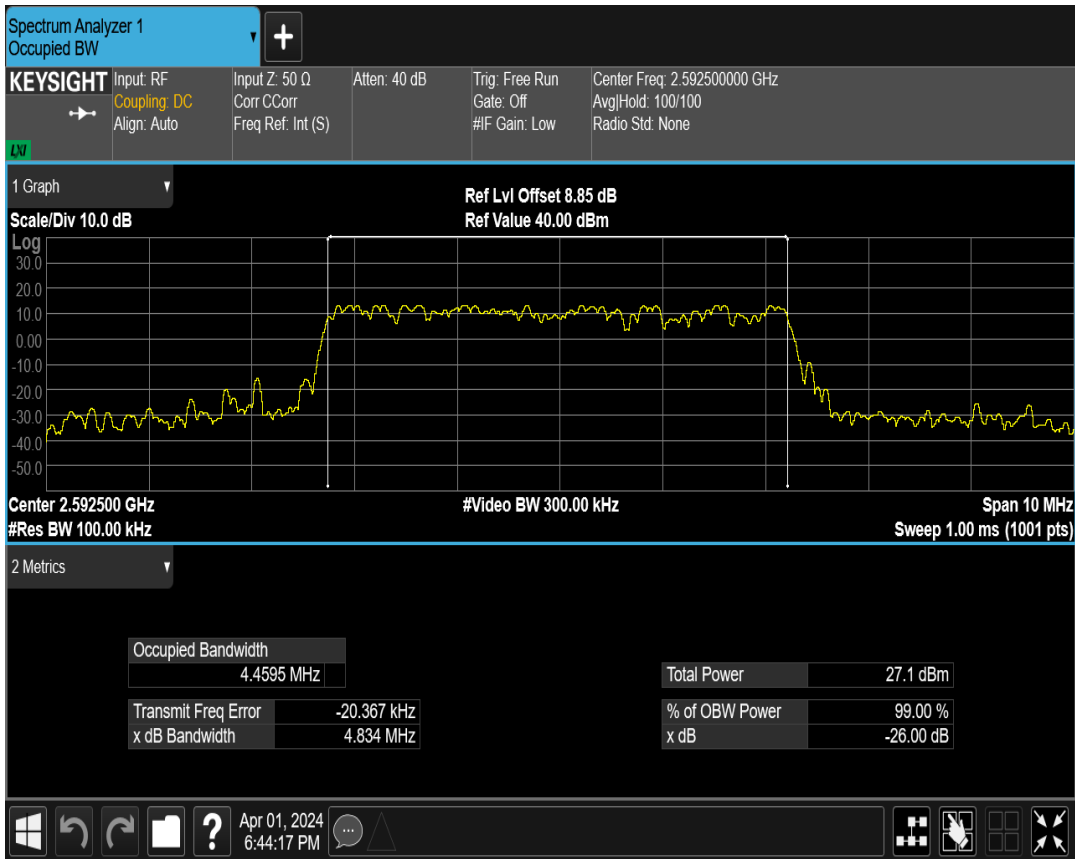 Spectrum Analyzer 1
Occupied BW
+
KEYSIGHT
LXI
Input: RF
Coupling: DC
Align: Auto
Input Z: 50 Ω
Corr CCorr
Freq Ref: Int (S)
Atten: 40 dB
Trig: Free Run
Gate: Off
#IF Gain: Low
Center Freq: 2.592500000 GHz
Avg|Hold: 100/100
Radio Std: None
1 Graph
Scale/Div 10.0 dB
Ref Lvl Offset 8.85 dB
Ref Value 40.00 dBm
Log
30.0
20.0
10.0
0.00
-10.0
-20.0
-30.0
-40.0
-50.0
Center 2.592500 GHz
#Res BW 100.00 kHz
#Video BW 300.00 kHz
Span 10 MHz
Sweep 1.00 ms (1001 pts)
2 Metrics
Occupied Bandwidth
4.4595 MHz
Transmit Freq Error -20.367 kHz
x dB Bandwidth 4.834 MHz
Total Power 27.1 dBm
% of OBW Power 99.00 %
x dB -26.00 dB
?
Apr 01, 2024
6:44:17 PM